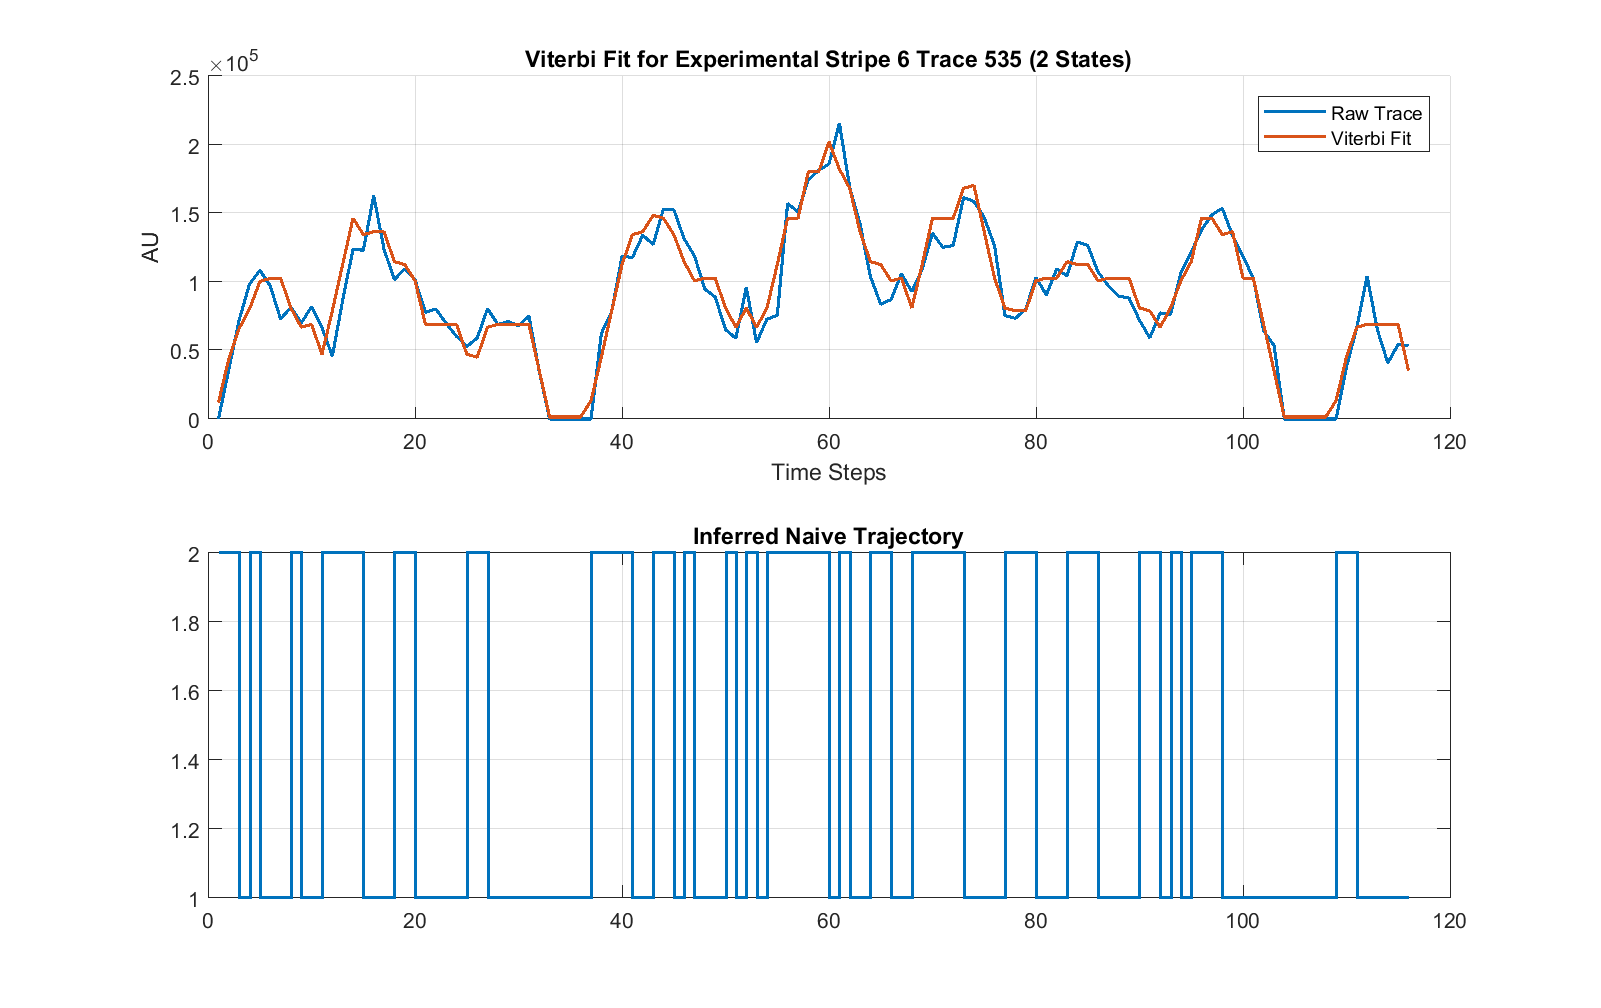 Viterbi Fit for Experimental Stripe 6 Trace 535 (2 States)
×10^5
2.5
2
1.5
1
0.5
0
AU
Raw Trace
Viterbi Fit
0 20 40 60 80 100 120
Time Steps
Inferred Naive Trajectory
2
1.8
1.6
1.4
1.2
1
0 20 40 60 80 100 120